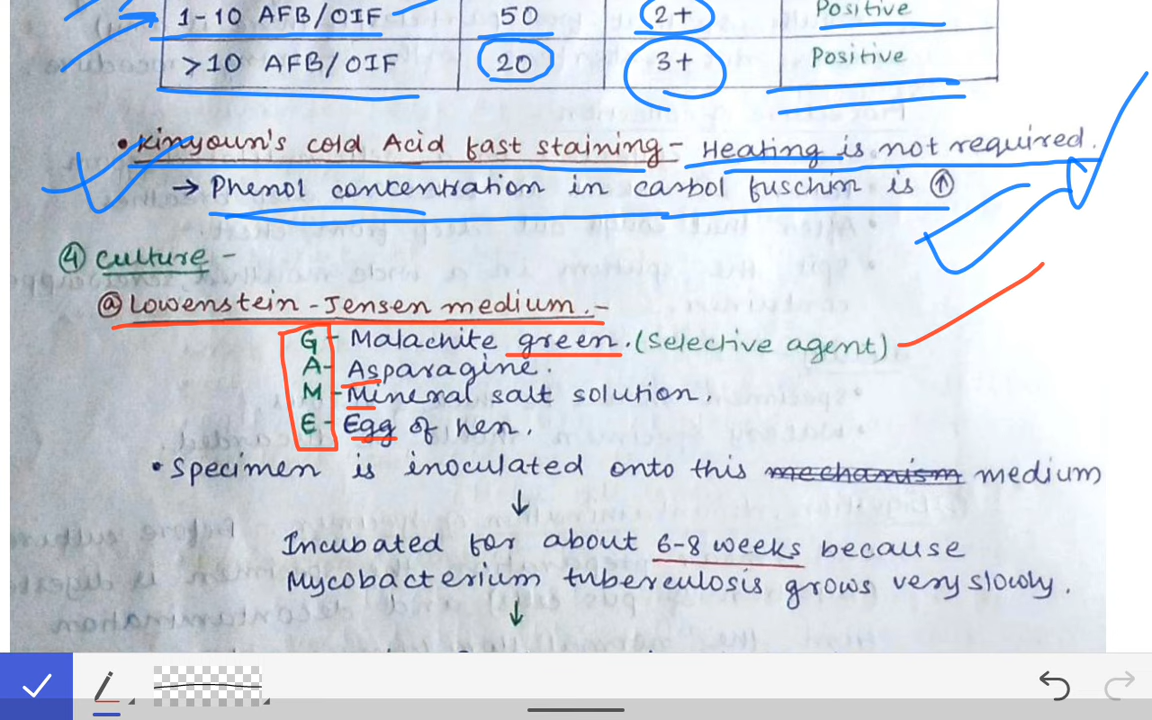 1-10 AFB/OIF 50 2+ Positive
>10 AFB/OIF 20 3+ Positive
• Kinyoun's cold Acid fast staining - Heating is not required.
→ Phenol concentration in carbol fuschin is ↑
④ Culture -
ⓐ Lowenstein - Jensen medium. -
G - Malachite green. (Selective agent)
A - Asparagine.
M - Mineral salt solution.
E - Egg of hen.
• Specimen is inoculated onto this mechanism medium
↓
Incubated for about 6-8 weeks because
Mycobacterium tuberculosis grows very slowly.
↓